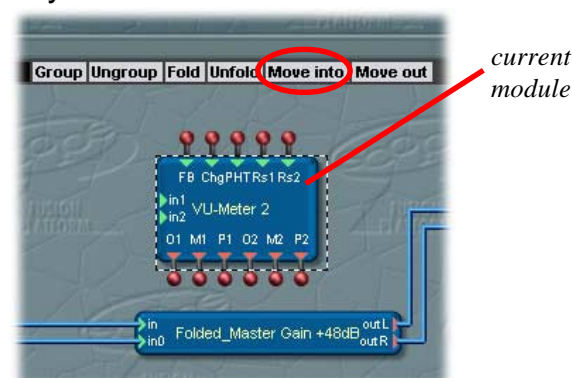 Group Ungroup Fold Unfold Move into Move out
current
module
FB ChgPHTRs1 Rs2
in1
in2
VU-Meter 2
O1 M1 P1 O2 M2 P2
in
in0
Folded_Master Gain +48dB
outL
outR